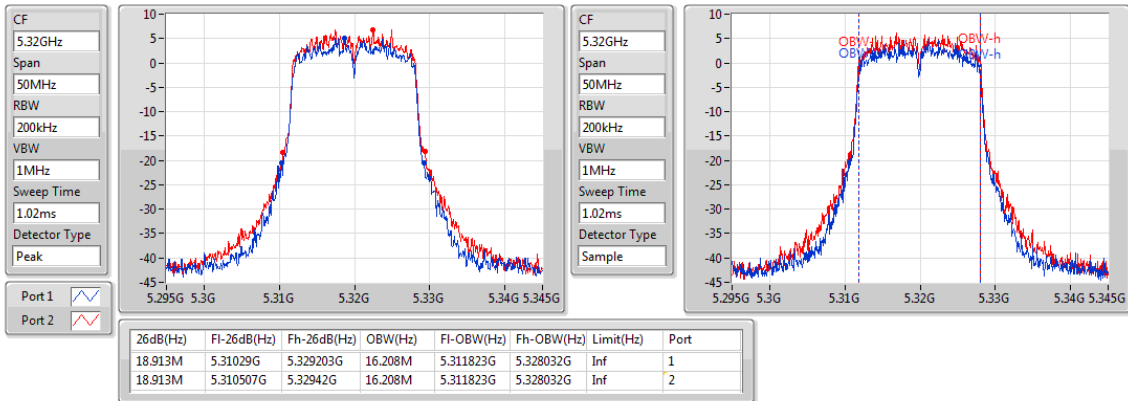 CF
5.32GHz
Span
50MHz
RBW
200kHz
VBW
1MHz
Sweep Time
1.02ms
Detector Type
Peak
Port 1
Port 2
10
5
0
-5
-10
-15
-20
-25
-30
-35
-40
-45
5.295G 5.3G 5.31G 5.32G 5.33G 5.34G 5.345G
CF
5.32GHz
Span
50MHz
RBW
200kHz
VBW
1MHz
Sweep Time
1.02ms
Detector Type
Sample
10
5
0
-5
-10
-15
-20
-25
-30
-35
-40
-45
OBW- OBW-h
OBW-h
5.295G 5.3G 5.31G 5.32G 5.33G 5.34G 5.345G
26dB(Hz) Fl-26dB(Hz) Fh-26dB(Hz) OBW(Hz) Fl-OBW(Hz) Fh-OBW(Hz) Limit(Hz) Port
18.913M 5.31029G 5.329203G 16.208M 5.311823G 5.328032G Inf 1
18.913M 5.310507G 5.32942G 16.208M 5.311823G 5.328032G Inf 2